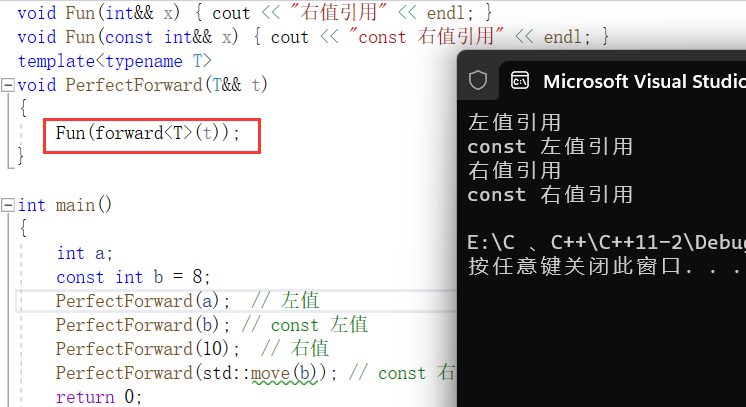 void Fun(int&& x) { cout << "右值引用" << endl; }
void Fun(const int&& x) { cout << "const 右值引用" << endl; }
template<typename T>
void PerfectForward(T&& t)
{
Fun(forward<T>(t));
}
int main()
{
int a;
const int b = 8;
PerfectForward(a);  // 左值
PerfectForward(b); // const 左值
PerfectForward(10);  // 右值
PerfectForward(std::move(b)); // const 右
return 0;
Microsoft Visual Studio
左值引用
const 左值引用
右值引用
const 右值引用
E:\C 、C++\C++11-2\Debug
按任意键关闭此窗口. . .